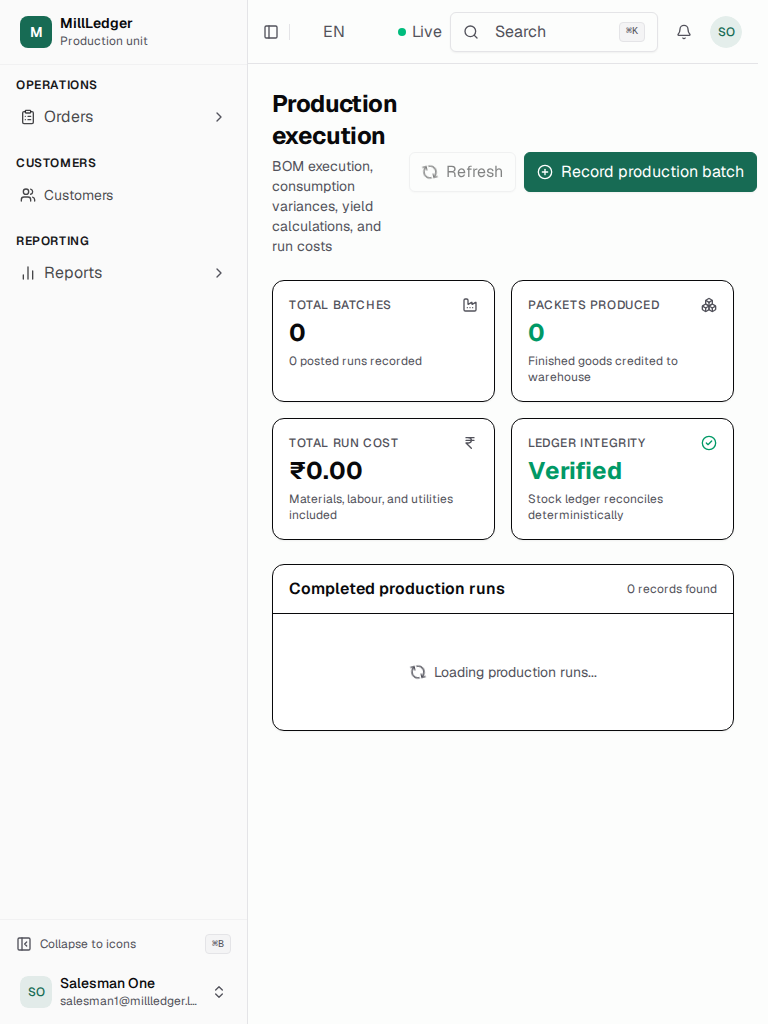 M
MillLedger
Production unit
OPERATIONS
Orders
CUSTOMERS
Customers
REPORTING
Reports
Collapse to icons
⌘B
SO
Salesman One
salesman1@millledger.l...
EN
Live
Search
⌘K
SO
Production
execution
BOM execution,
consumption
variances, yield
calculations, and
run costs
Refresh
Record production batch
TOTAL BATCHES
0
0 posted runs recorded
PACKETS PRODUCED
0
Finished goods credited to
warehouse
TOTAL RUN COST
₹0.00
Materials, labour, and utilities
included
LEDGER INTEGRITY
Verified
Stock ledger reconciles
deterministically
Completed production runs
0 records found
Loading production runs...